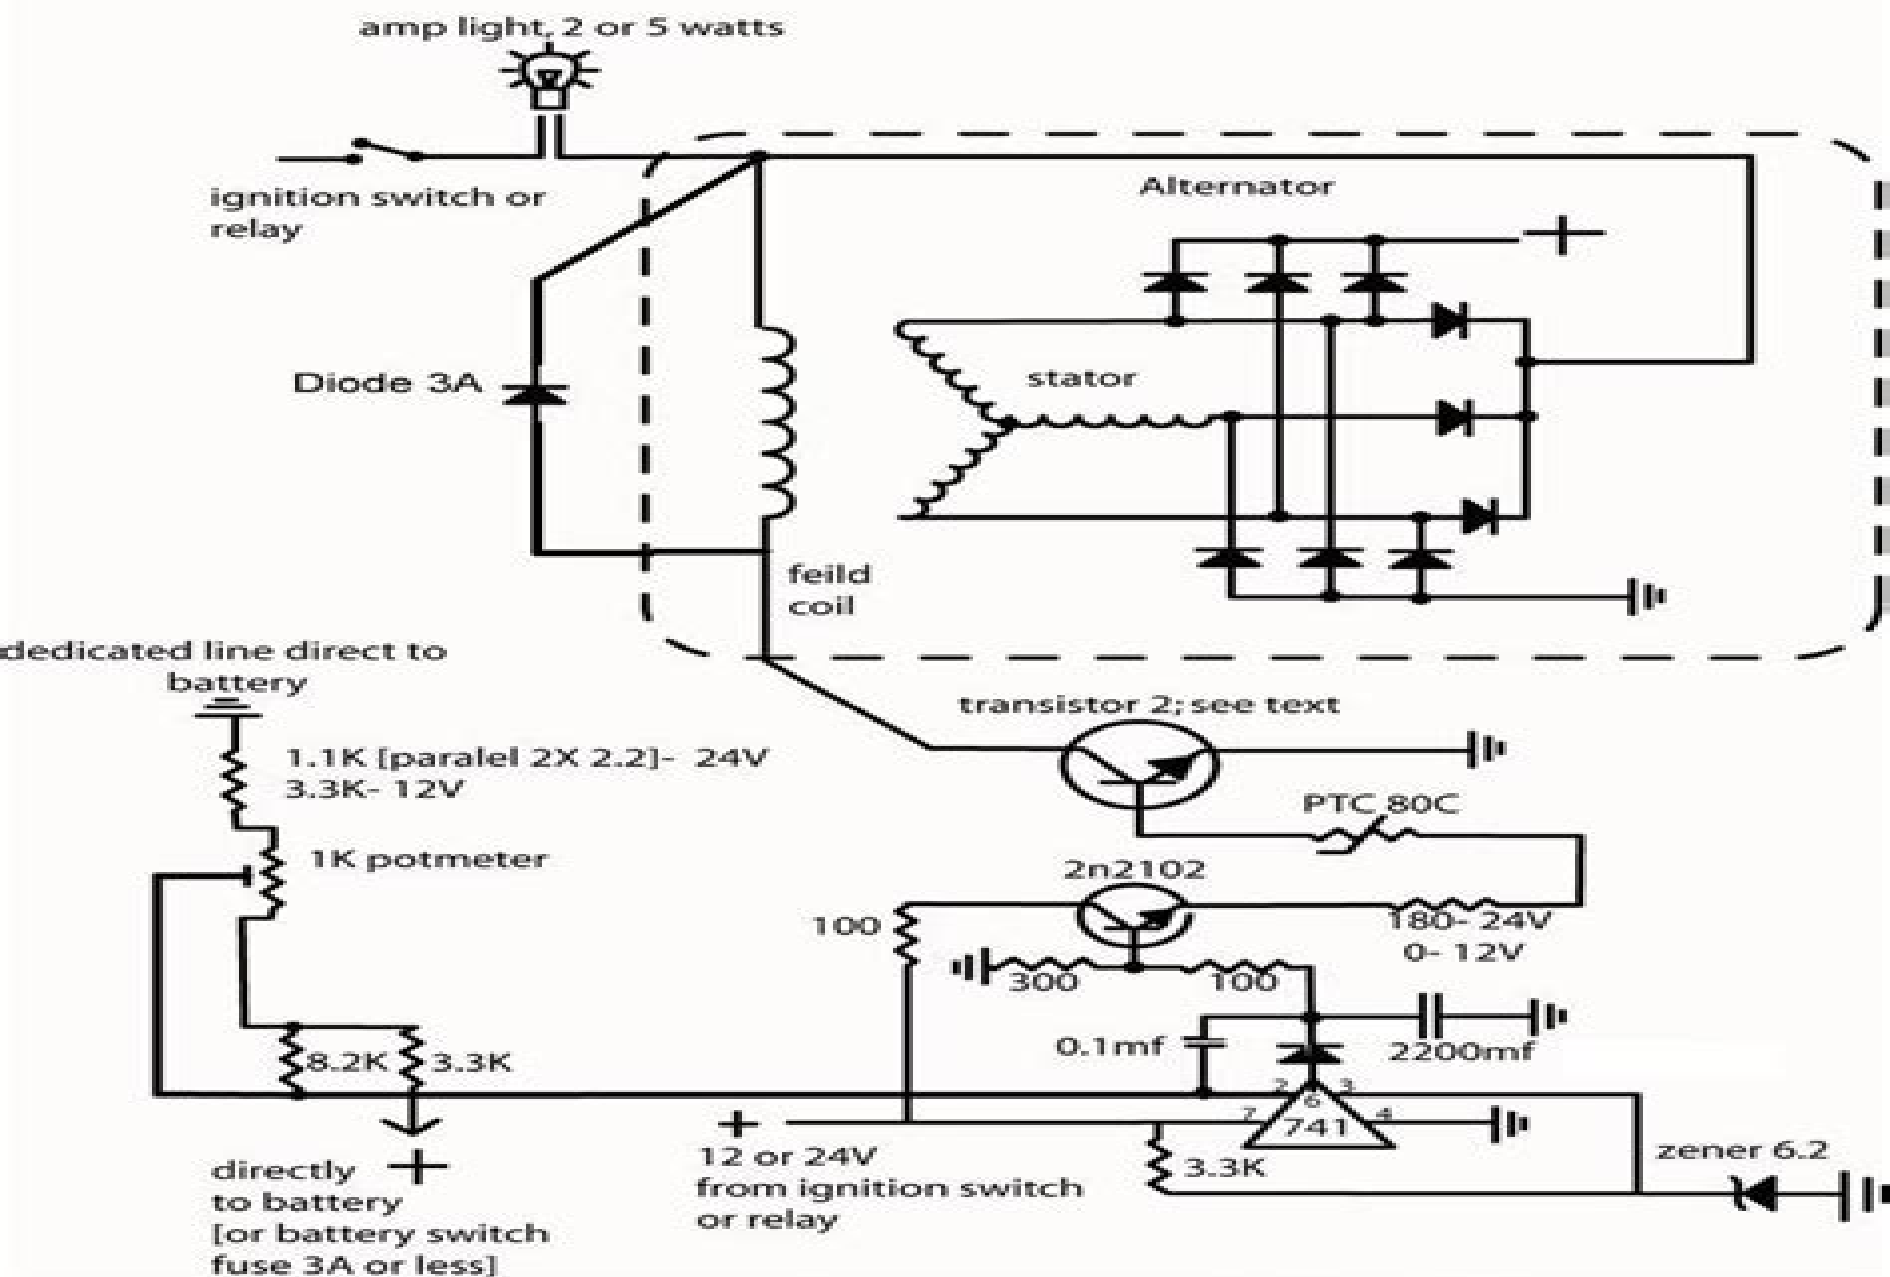 amp light, 2 or 5 watts
ignition switch or
relay
Alternator
+
Diode 3A
stator
feild
coil
dedicated line direct to
battery
transistor 2; see text
1.1K [paralel 2X 2.2]- 24V
3.3K- 12V
PTC 80C
1K potmeter
2n2102
100
180- 24V
0- 12V
300
100
0.1mf
2200mf
8.2K
3.3K
2
3
6
7
4
741
+
12 or 24V
from ignition switch
or relay
3.3K
zener 6.2
directly +
to battery
[or battery switch
fuse 3A or less]